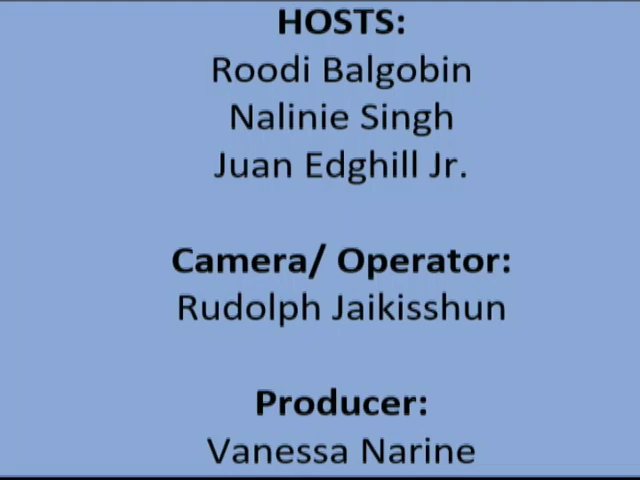 HOSTS:
Roodi Balgobin
Nalinie Singh
Juan Edghill Jr.
Camera/ Operator:
Rudolph Jaikisshun
Producer:
Vanessa Narine